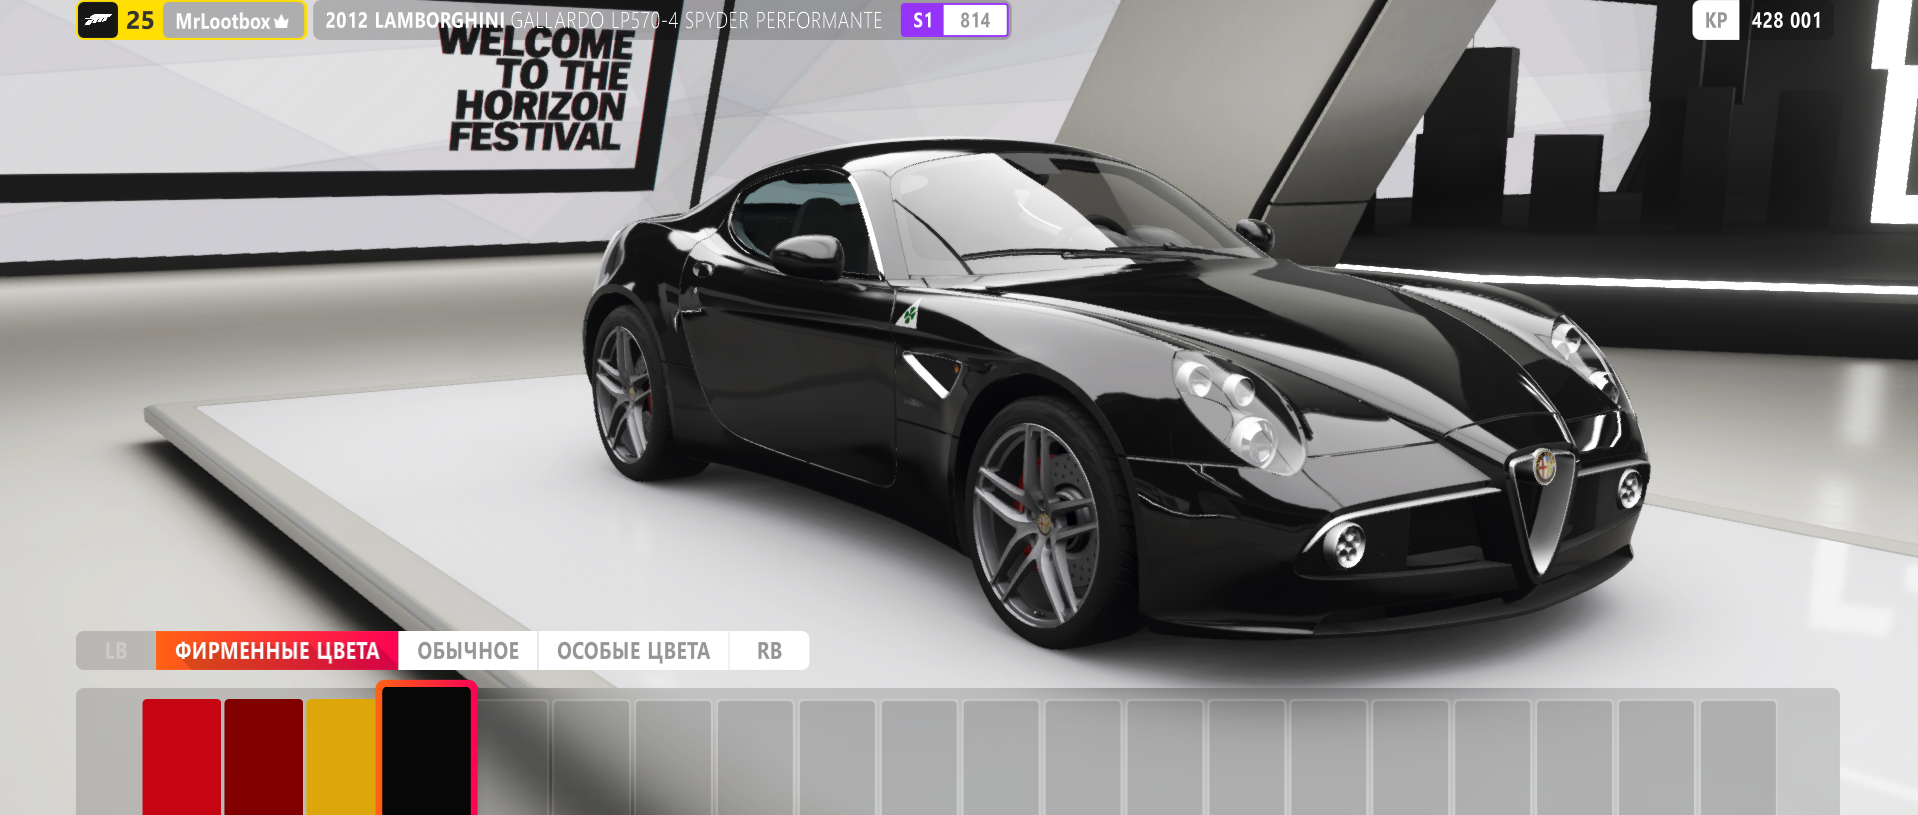 25 MrLootbox 2012 LAMBORGHINI GALLARDO LP570-4 SPYDER PERFORMANTE S1 814 КР 428 001
WELCOME
TO THE
HORIZON
FESTIVAL
LB ФИРМЕННЫЕ ЦВЕТА ОБЫЧНОЕ ОСОБЫЕ ЦВЕТА RB